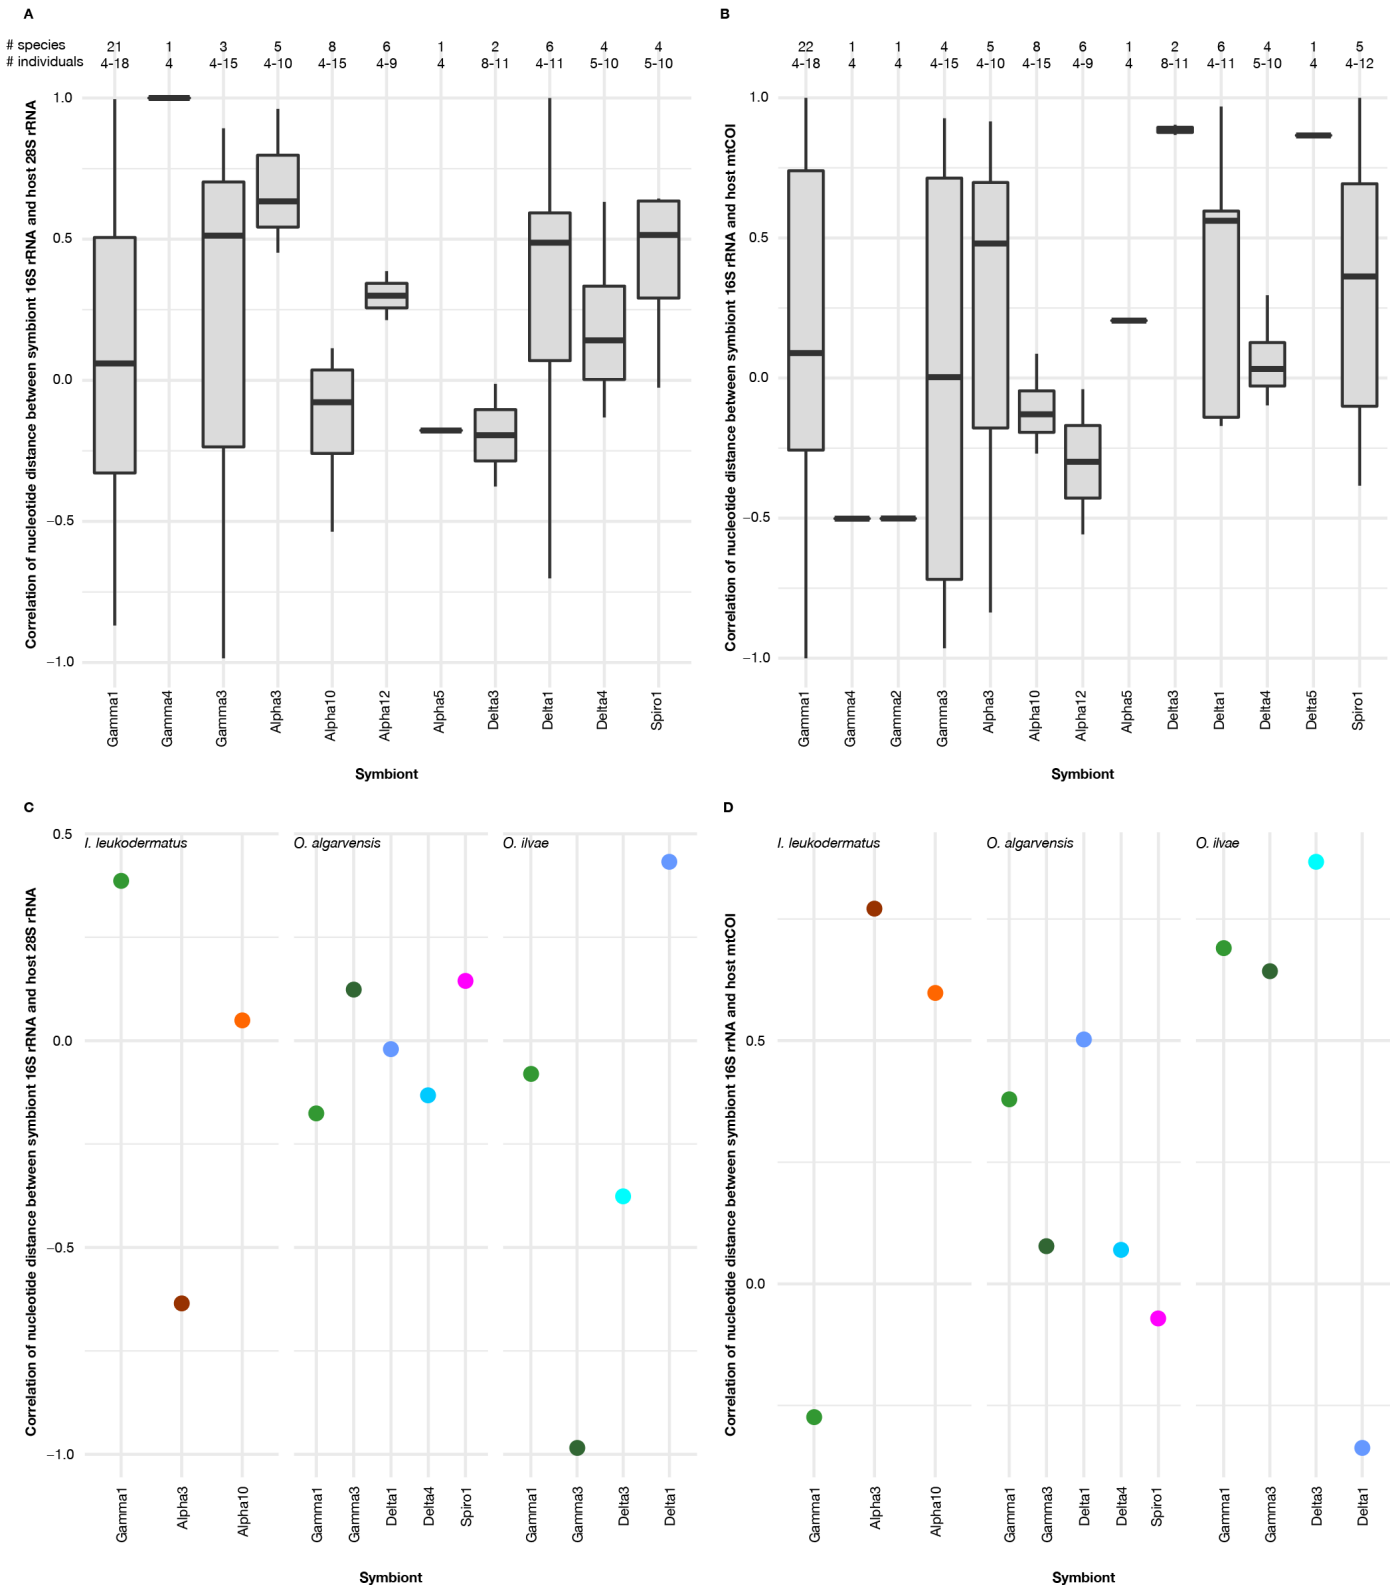 A
# species 21 1 3 5 8 6 1 2 6 4 4
# individuals 4-18 4 4-15 4-10 4-15 4-9 4 8-11 4-11 5-10 5-10
Correlation of nucleotide distance between symbiont 16S rRNA and host 28S rRNA
1.0
0.5
0.0
−0.5
−1.0
Gamma1
Gamma4
Gamma3
Alpha3
Alpha10
Alpha12
Alpha5
Delta3
Delta1
Delta4
Spiro1
Symbiont
B
22 1 1 4 5 8 6 1 2 6 4 1 5
4-18 4 4 4-15 4-10 4-15 4-9 4 8-11 4-11 5-10 4 4-12
Correlation of nucleotide distance between symbiont 16S rRNA and host mtCOI
1.0
0.5
0.0
−0.5
−1.0
Gamma1
Gamma4
Gamma2
Gamma3
Alpha3
Alpha10
Alpha12
Alpha5
Delta3
Delta1
Delta4
Delta5
Spiro1
Symbiont
C
Correlation of nucleotide distance between symbiont 16S rRNA and host 28S rRNA
0.5
0.0
−0.5
−1.0
I. leukodermatus
O. algarvensis
O. ilvae
Gamma1
Alpha3
Alpha10
Gamma1
Gamma3
Delta1
Delta4
Spiro1
Gamma1
Gamma3
Delta3
Delta1
Symbiont
D
Correlation of nucleotide distance between symbiont 16S rRNA and host mtCOI
0.5
0.0
I. leukodermatus
O. algarvensis
O. ilvae
Gamma1
Alpha3
Alpha10
Gamma1
Gamma3
Delta1
Delta4
Spiro1
Gamma1
Gamma3
Delta3
Delta1
Symbiont